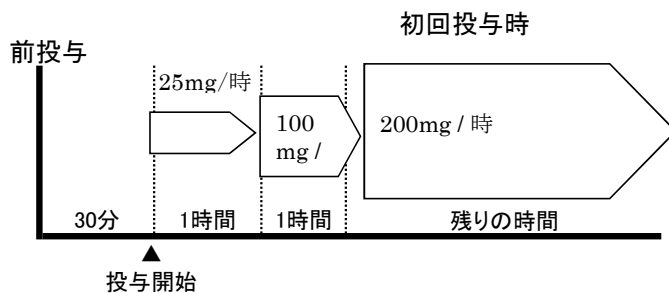 初回投与時
前投与
25mg/時
100
mg/
200mg / 時
30分
1時間
1時間
残りの時間
▲
投与開始